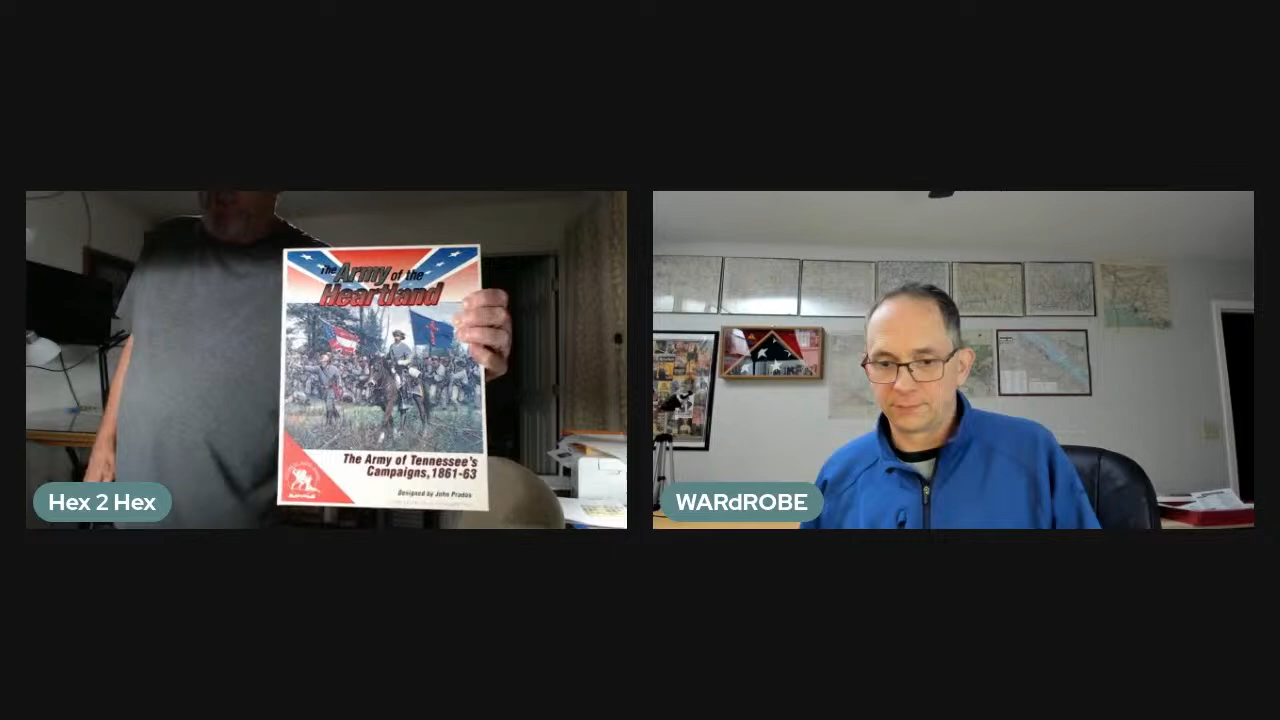 The Army of the
Heartland
The Army of Tennessee's
Campaigns, 1861-63
Designed by John Prados
Hex 2 Hex
WARdROBE